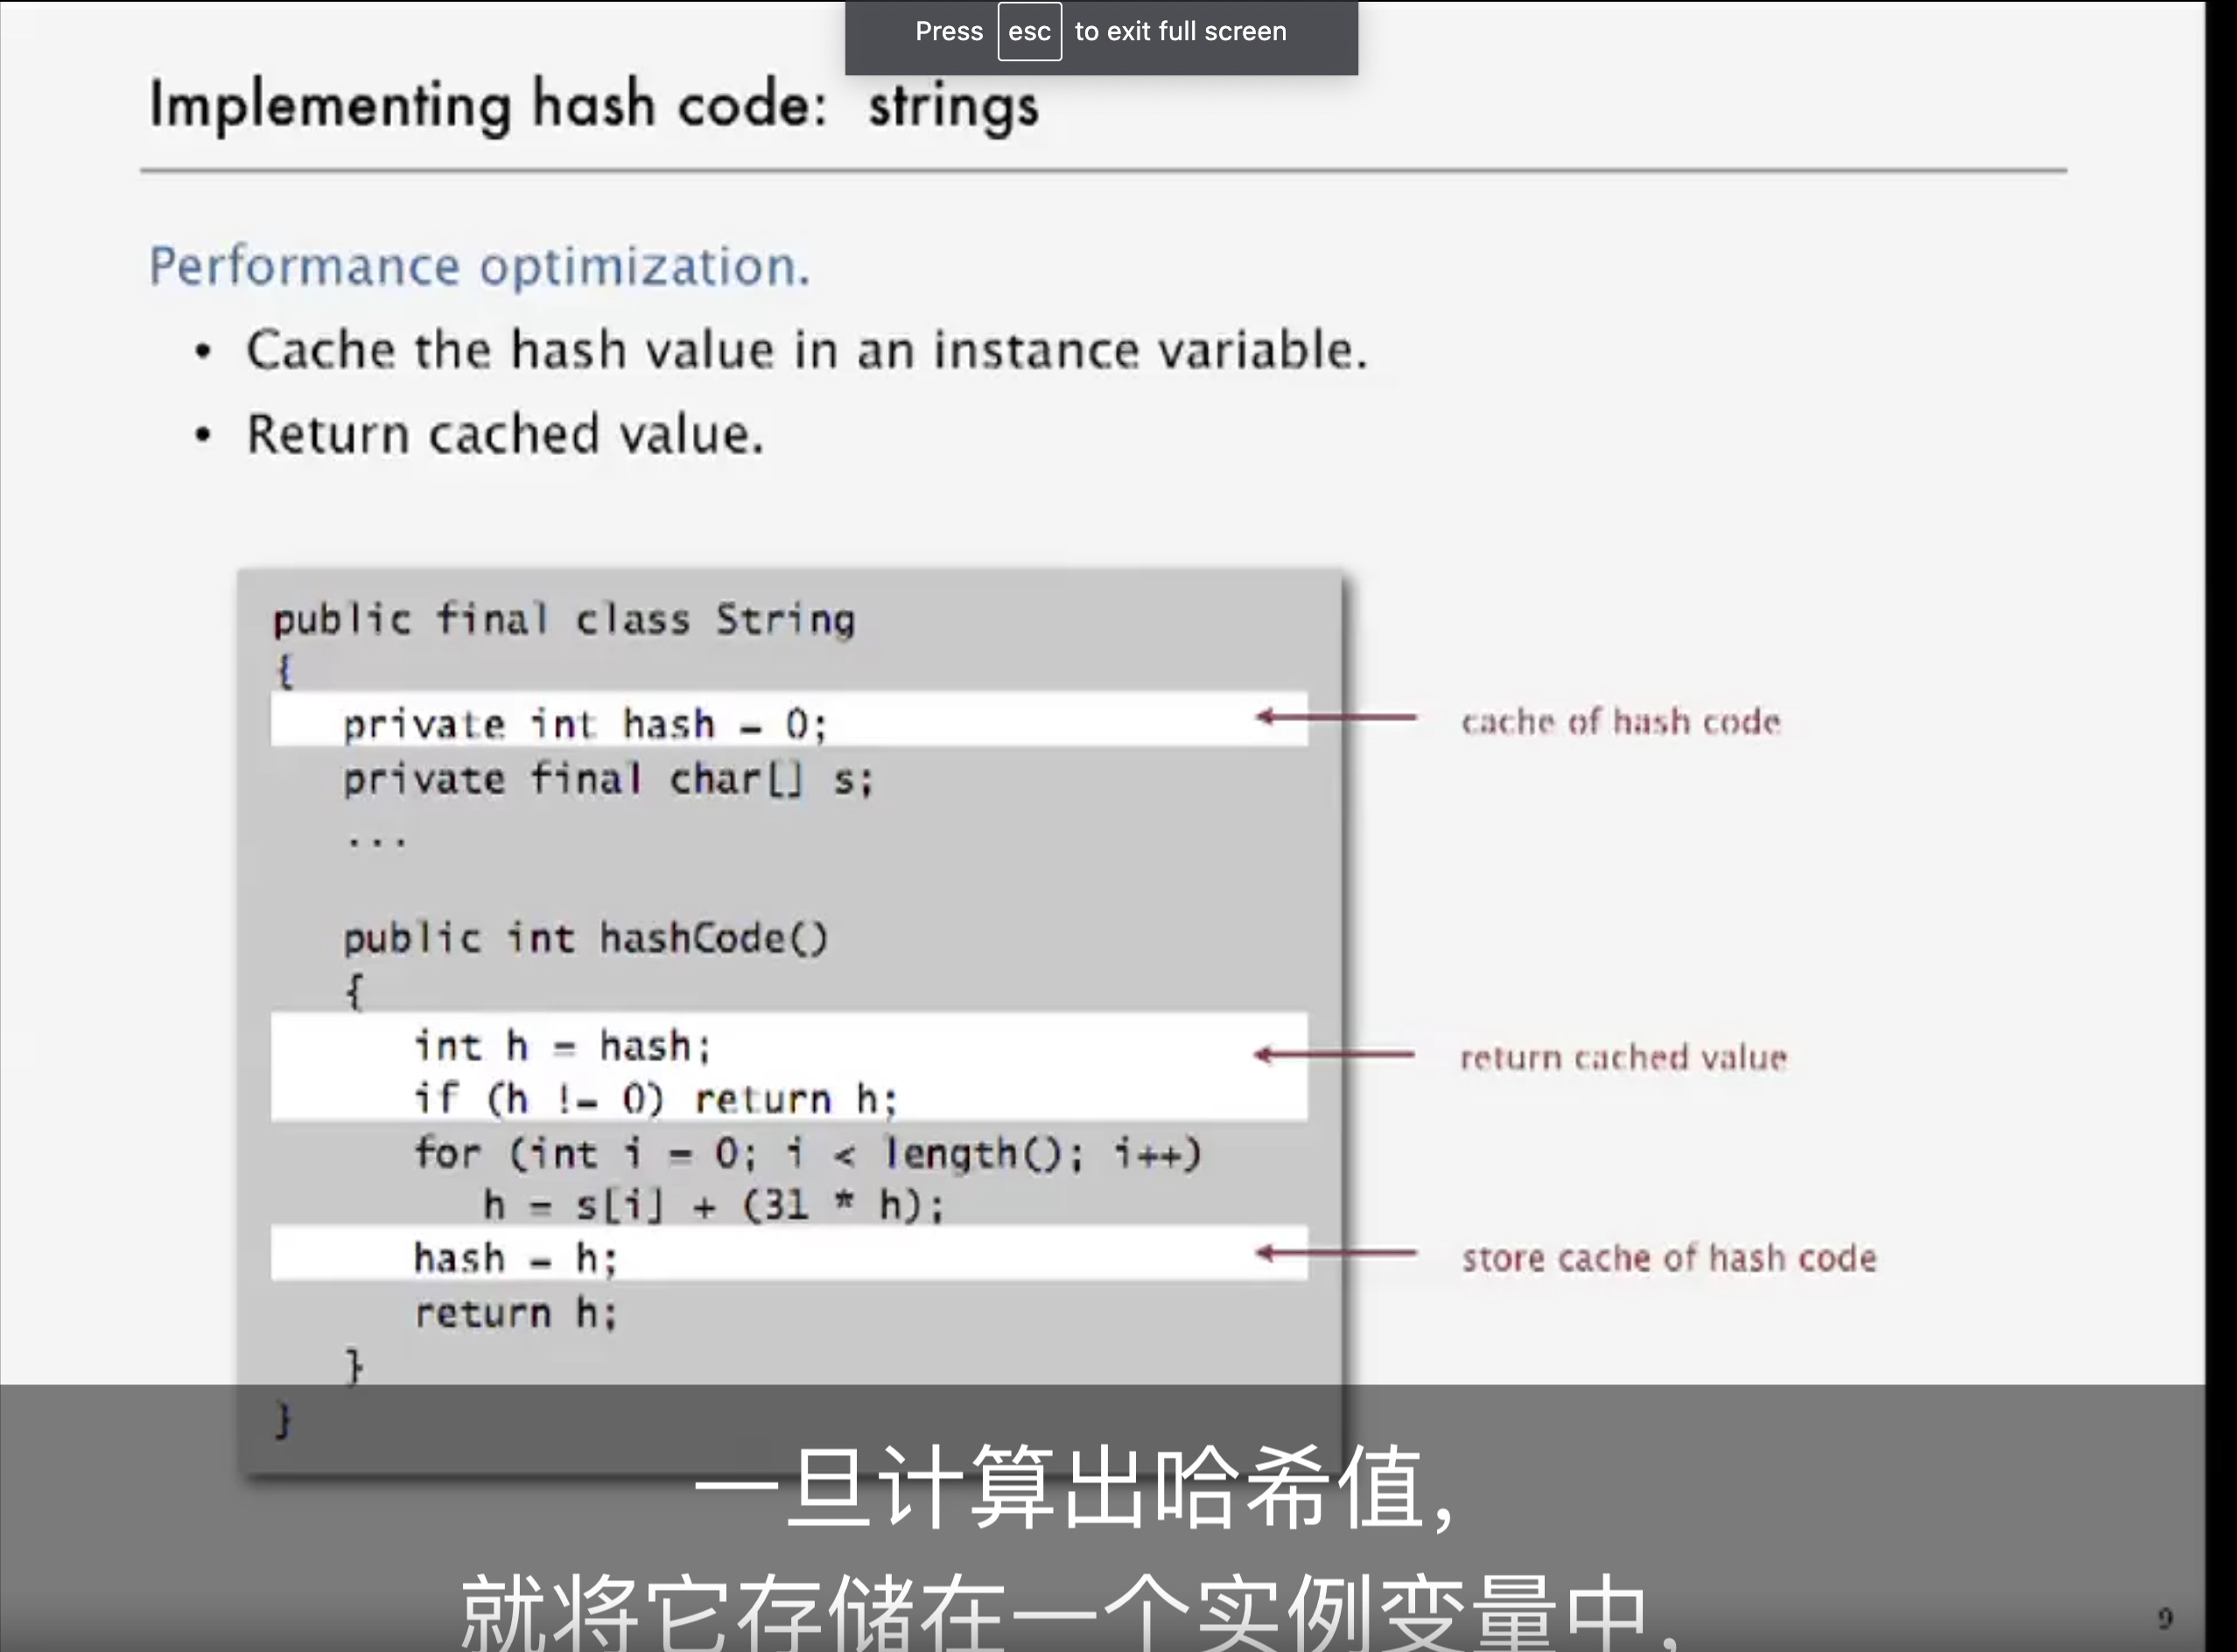 Press esc to exit full screen
Implementing hash code: strings
Performance optimization.
• Cache the hash value in an instance variable.
• Return cached value.
public final class String
{
private int hash = 0;
cache of hash code
private final char[] s;
...
public int hashCode()
{
int h = hash;
return cached value
if (h != 0) return h;
for (int i = 0; i < length(); i++)
h = s[i] + (31 * h);
hash = h;
store cache of hash code
return h;
}
}
一旦计算出哈希值,
就将它存储在一个实例变量中,
9